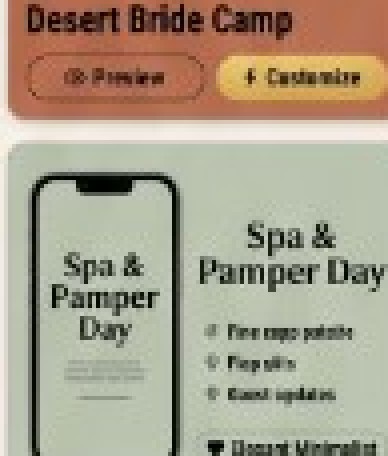 Desert Bride Camp
Preview
Customize
Spa &
Pamper
Day
Spa &
Pamper Day
Guest updates
Elegant Minimalist